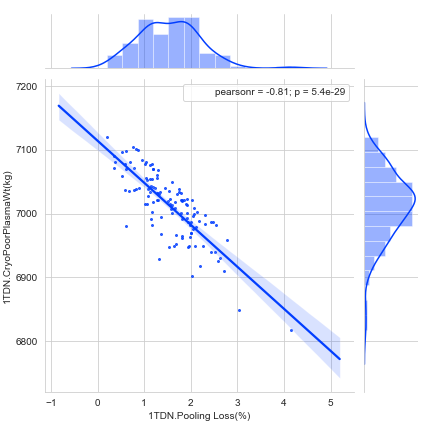 pearsonr = -0.81; p = 5.4e-29
7200
7100
7000
6900
6800
1TDN.CryoPoorPlasmaWt(kg)
−1 0 1 2 3 4 5
1TDN.Pooling Loss(%)